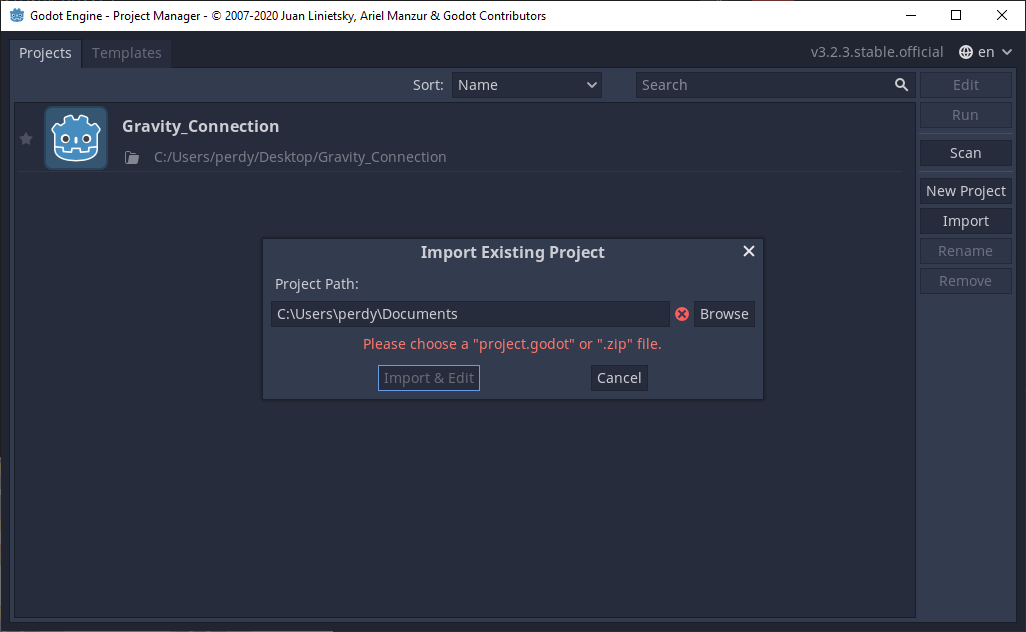 Godot Engine - Project Manager - © 2007-2020 Juan Linietsky, Ariel Manzur & Godot Contributors
Projects Templates v3.2.3.stable.official en
Sort: Name Search Edit
Run
Gravity_Connection
C:/Users/perdy/Desktop/Gravity_Connection
Scan
New Project
Import
Rename
Remove
Import Existing Project
Project Path:
C:\Users\perdy\Documents Browse
Please choose a "project.godot" or ".zip" file.
Import & Edit Cancel